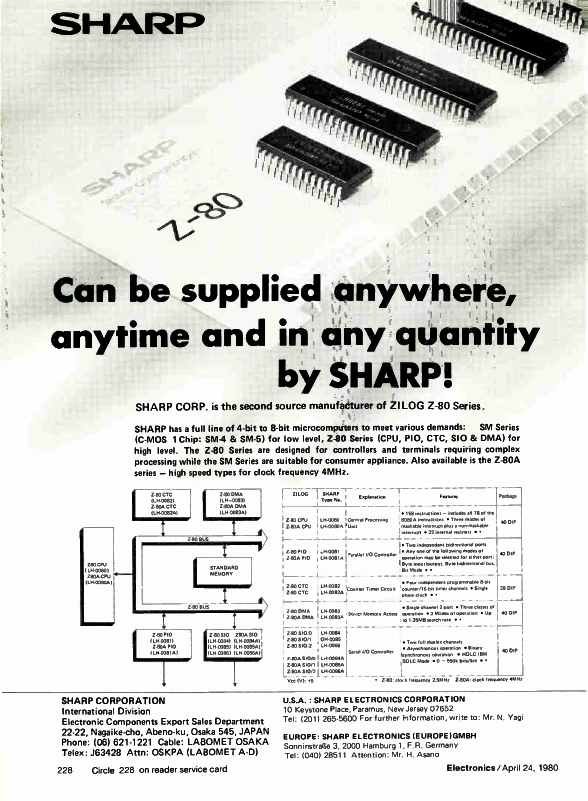 SHARP
SHARP
SHARP CORPORATION
Z-80
Can be supplied anywhere,
anytime and in any quantity
by SHARP!
SHARP CORP. is the second source manufacturer of ZILOG Z-80 Series.
SHARP has a full line of 4-bit to 8-bit microcomputers to meet various demands: SM Series
(C-MOS 1 Chip: SM-4 & SM-5) for low level, Z-80 Series (CPU, PIO, CTC, SIO & DMA) for
high level. The Z-80 Series are designed for controllers and terminals requiring complex
processing while the SM Series are suitable for consumer appliance. Also available is the Z-80A
series — high speed types for clock frequency 4MHz.
Z-80 CTC
(LH-0082)
Z-80A CTC
(LH-0082A)
Z-80 DMA
(LH-0083)
Z-80A DMA
(LH-0083A)
Z-80 BUS
Z-80 CPU
(LH-0080)
Z-80A CPU
(LH-0080A)
STANDARD
MEMORY
Z-80 BUS
Z-80 PIO
(LH-0081)
Z-80A PIO
(LH-0081A)
Z-80 SIO Z80A SIO
(LH-0084) (LH-0084A)
(LH-0085) (LH-0085A)
(LH-0086) (LH-0086A)
ZILOG SHARP Type No. Explanation Features Package
Z-80 CPU LH-0080 Central Processing
Z-80A CPU LH-0080A Unit
• 158 instructions — includes all 78 of the
8080A instructions • Three modes of
maskable interrupt plus a non-maskable
interrupt • 22 internal registers
40 DIP
Z-80 PIO LH-0081
Z-80A PIO LH-0081A
Parallel I/O Controller
• Two independent bidirectional ports
• Any one of the following modes of
operation may be selected for either port:
Byte input/output, Byte bidirectional bus,
Bit Mode
40 DIP
Z-80 CTC LH-0082
Z-80 CTC LH-0082A
Counter Timer Circuit
• Four independent programmable 8-bit
counter/16-bit timer channels • Single
phase clock
28 DIP
Z-80 DMA LH-0083
Z-80A DMA LH-0083A
Direct Memory Access
• Single channel 2 port • Three classes of
operation • 3 Modes of operation • Up
to 1.25MB search rate
40 DIP
Z-80 SIO/0 LH-0084
Z-80 SIO/1 LH-0085
Z-80 SIO/2 LH-0086
Z-80A SIO/0 LH-0084A
Z-80A SIO/1 LH-0085A
Z-80A SIO/2 LH-0086A
Serial I/O Controller
• Two full duplex channels
• Asynchronous operation • Binary
synchronous operation • HDLC IBM
SDLC Mode • 0 ~ 550k bits/sec
40 DIP
Vcc (V): +5
* Z-80: clock frequency 2.5MHz Z-80A: clock frequency 4MHz
SHARP CORPORATION
International Division
Electronic Components Export Sales Department
22-22, Nagaike-cho, Abeno-ku, Osaka 545, JAPAN
Phone: (06) 621-1221 Cable: LABOMET OSAKA
Telex: J63428 Attn: OSKPA (LABOMET A-D)
U.S.A. : SHARP ELECTRONICS CORPORATION
10 Keystone Place, Paramus, New Jersey 07652
Tel: (201) 265-5600 For further information, write to: Mr. N. Yagi
EUROPE: SHARP ELECTRONICS (EUROPE) GMBH
Sonninstraße 3, 2000 Hamburg 1, F.R. Germany
Tel: (040) 28511 Attention: Mr. H. Asano
228 Circle 228 on reader service card
Electronics / April 24, 1980